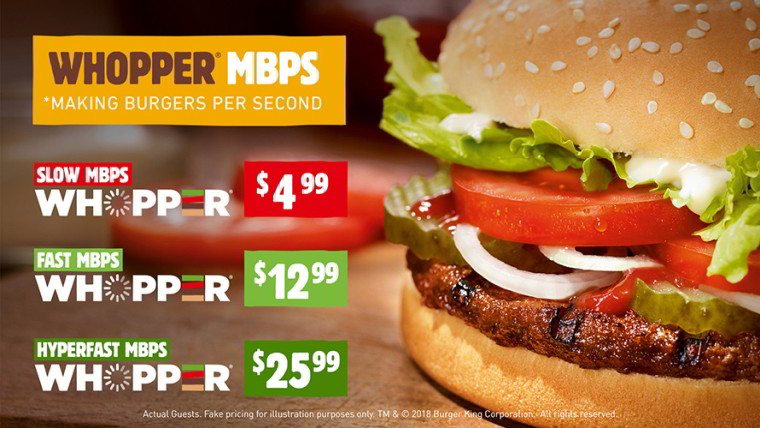 WHOPPER® MBPS
*MAKING BURGERS PER SECOND
SLOW MBPS
WHOPPER®
$4.99
FAST MBPS
WHOPPER®
$12.99
HYPERFAST MBPS
WHOPPER®
$25.99
Actual Guests. Fake pricing for illustration purposes only. TM & © 2018 Burger King Corporation. All rights reserved.